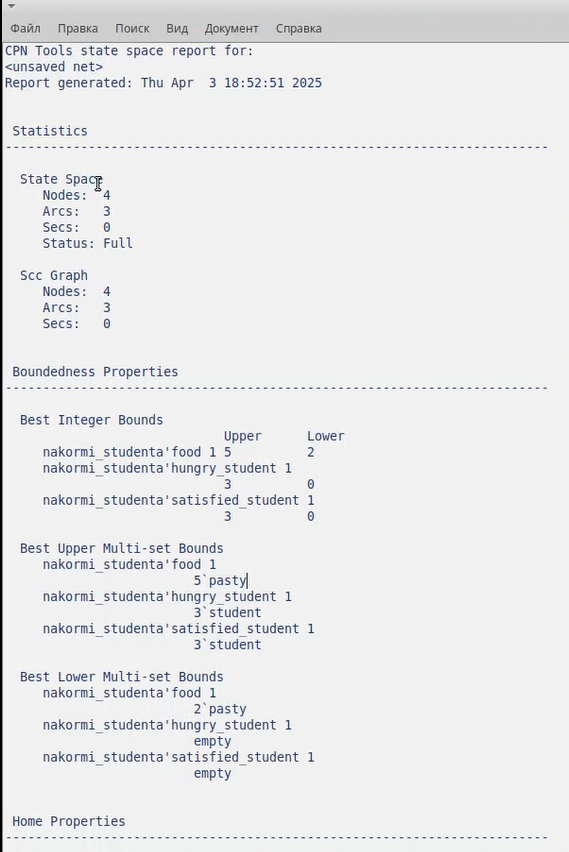 Файл Правка Поиск Вид Документ Справка
CPN Tools state space report for:
<unsaved net>
Report generated: Thu Apr  3 18:52:51 2025
Statistics
------------------------------------------------------------------------
State Space
Nodes:  4
Arcs:   3
Secs:   0
Status: Full
Scc Graph
Nodes:  4
Arcs:   3
Secs:   0
Boundedness Properties
------------------------------------------------------------------------
Best Integer Bounds
Upper      Lower
nakormi_studenta'food 1 5          2
nakormi_studenta'hungry_student 1
3          0
nakormi_studenta'satisfied_student 1
3          0
Best Upper Multi-set Bounds
nakormi_studenta'food 1
5`pasty
nakormi_studenta'hungry_student 1
3`student
nakormi_studenta'satisfied_student 1
3`student
Best Lower Multi-set Bounds
nakormi_studenta'food 1
2`pasty
nakormi_studenta'hungry_student 1
empty
nakormi_studenta'satisfied_student 1
empty
Home Properties
------------------------------------------------------------------------